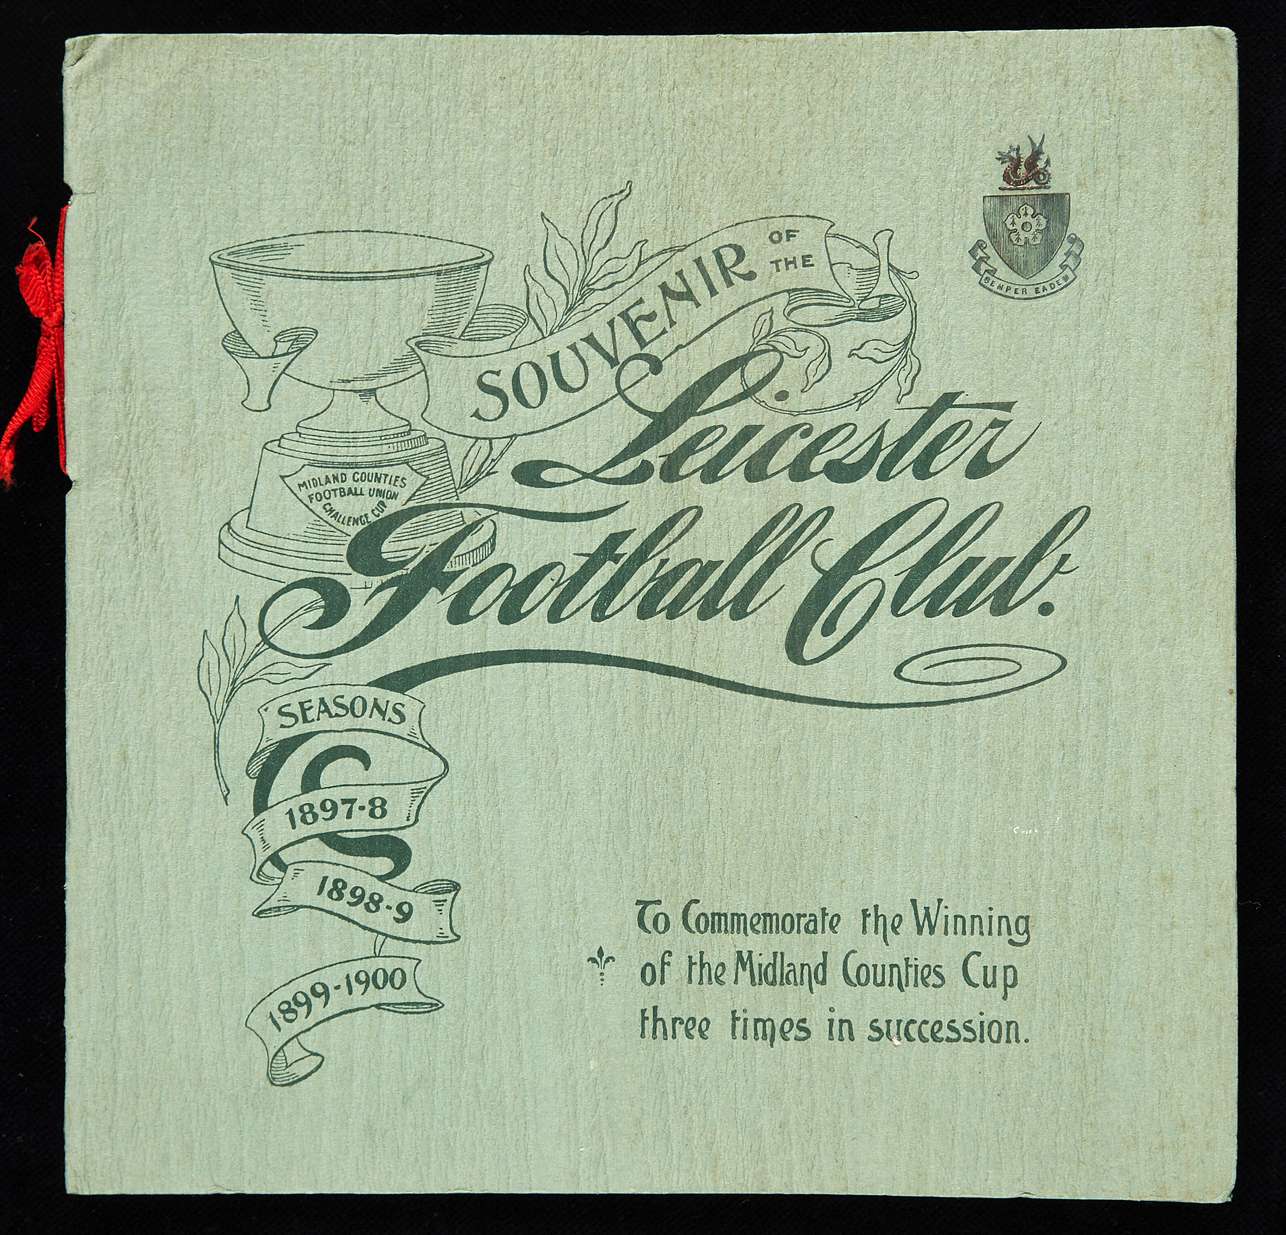 SOUVENIR OF THE
Leicester
Football Club.
MIDLAND COUNTIES
FOOTBALL UNION
CHALLENGE CUP
SEMPER EADEM
SEASONS
1897-8
1898-9
1899-1900
To Commemorate the Winning
of the Midland Counties Cup
three times in succession.